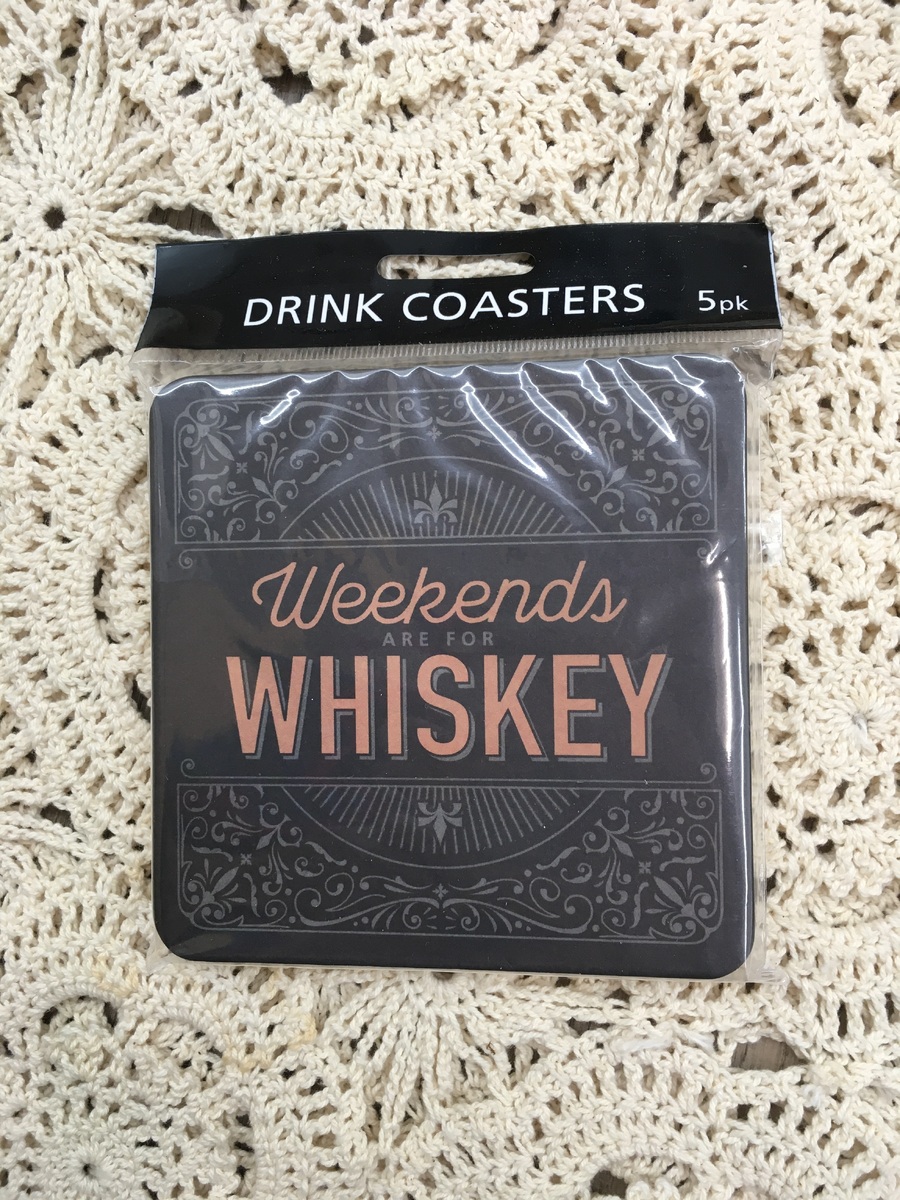 DRINK COASTERS 5pk
Weekends
ARE FOR
WHISKEY